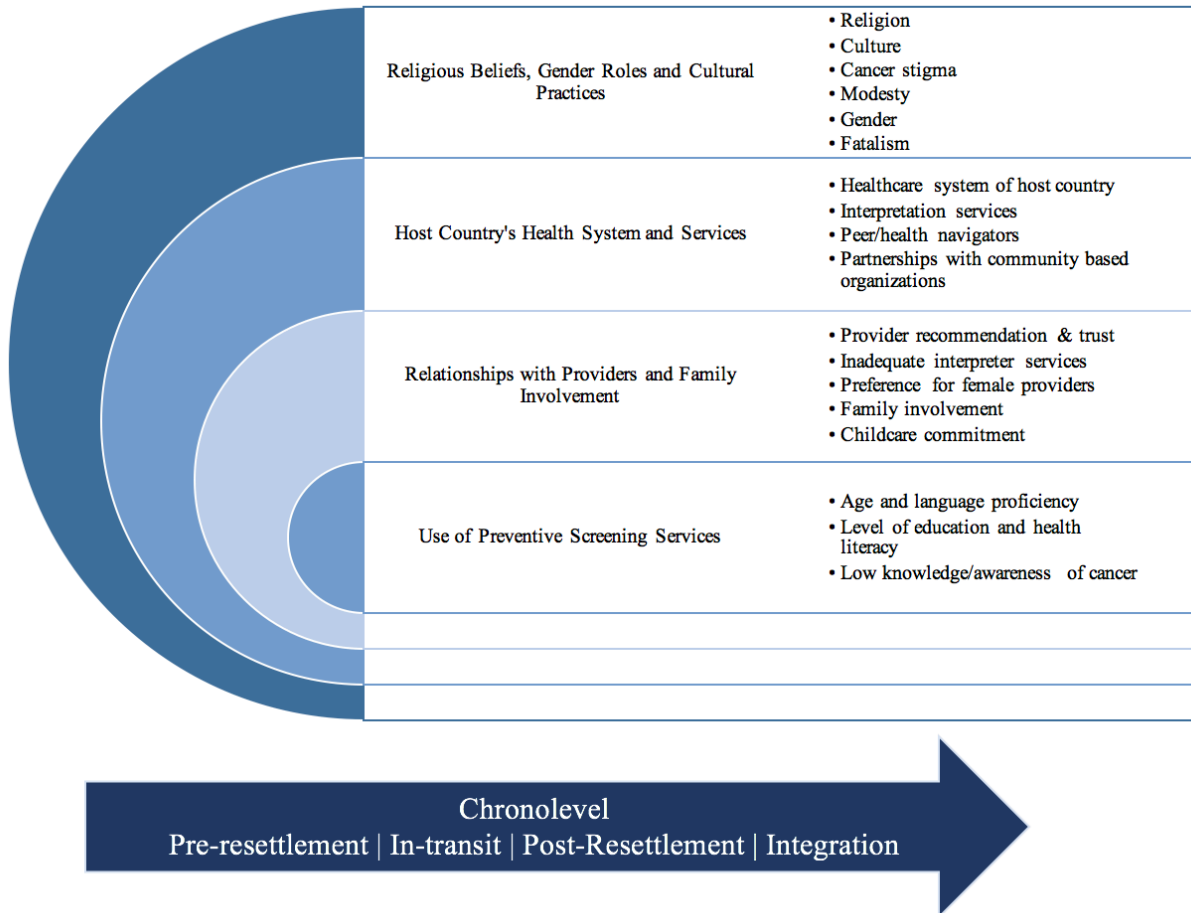 Religious Beliefs, Gender Roles and Cultural
Practices
• Religion
• Culture
• Cancer stigma
• Modesty
• Gender
• Fatalism
Host Country's Health System and Services
• Healthcare system of host country
• Interpretation services
• Peer/health navigators
• Partnerships with community based
organizations
Relationships with Providers and Family
Involvement
• Provider recommendation & trust
• Inadequate interpreter services
• Preference for female providers
• Family involvement
• Childcare commitment
Use of Preventive Screening Services
• Age and language proficiency
• Level of education and health
literacy
• Low knowledge/awareness of cancer
Chronolevel
Pre-resettlement | In-transit | Post-Resettlement | Integration